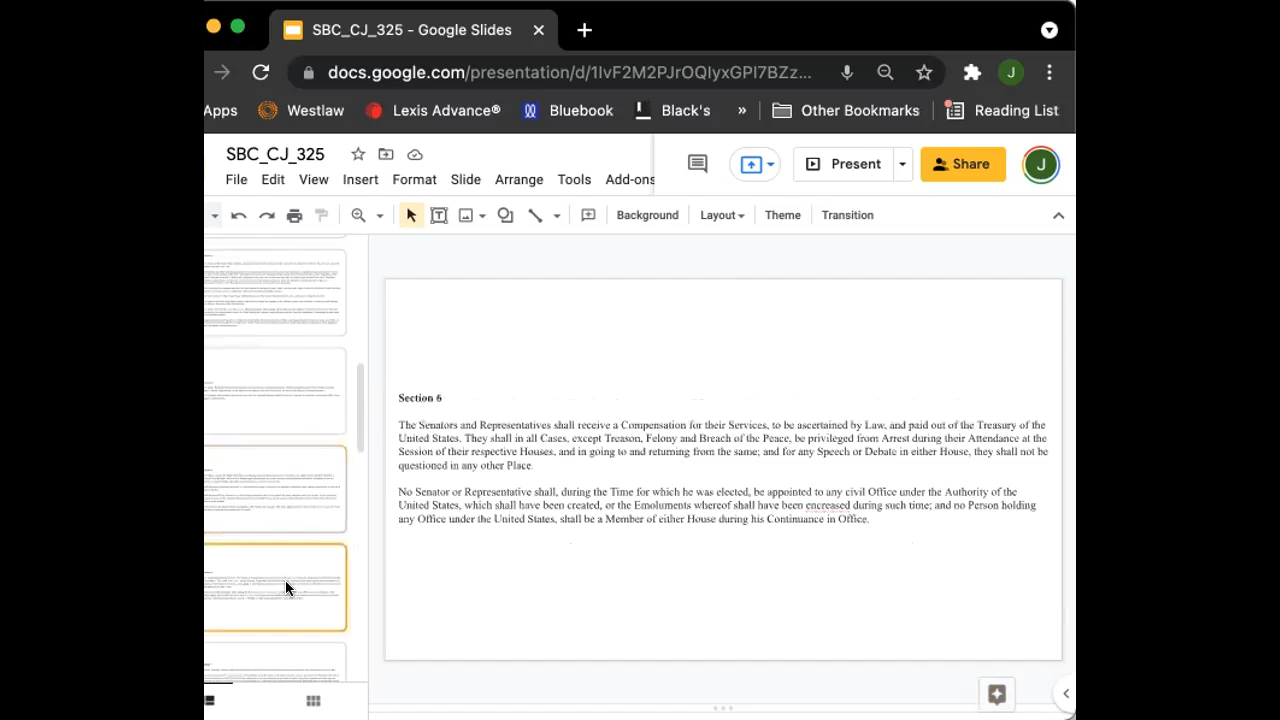 SBC_CJ_325 - Google Slides
docs.google.com/presentation/d/1IvF2M2PJrOQIyxGPI7BZz...
J
Apps Westlaw Lexis Advance® Bluebook Black's » Other Bookmarks Reading List
SBC_CJ_325
Present Share J
File Edit View Insert Format Slide Arrange Tools Add-ons
Background Layout Theme Transition
Section 6
The Senators and Representatives shall receive a Compensation for their Services, to be ascertained by Law, and paid out of the Treasury of the
United States. They shall in all Cases, except Treason, Felony and Breach of the Peace, be privileged from Arrest during their Attendance at the
Session of their respective Houses, and in going to and returning from the same; and for any Speech or Debate in either House, they shall not be
questioned in any other Place.
No Senator or Representative shall, during the Time for which he was elected, be appointed to any civil Office under the Authority of the
United States, which shall have been created, or the Emoluments whereof shall have been encreased during such time; and no Person holding
any Office under the United States, shall be a Member of either House during his Continuance in Office.